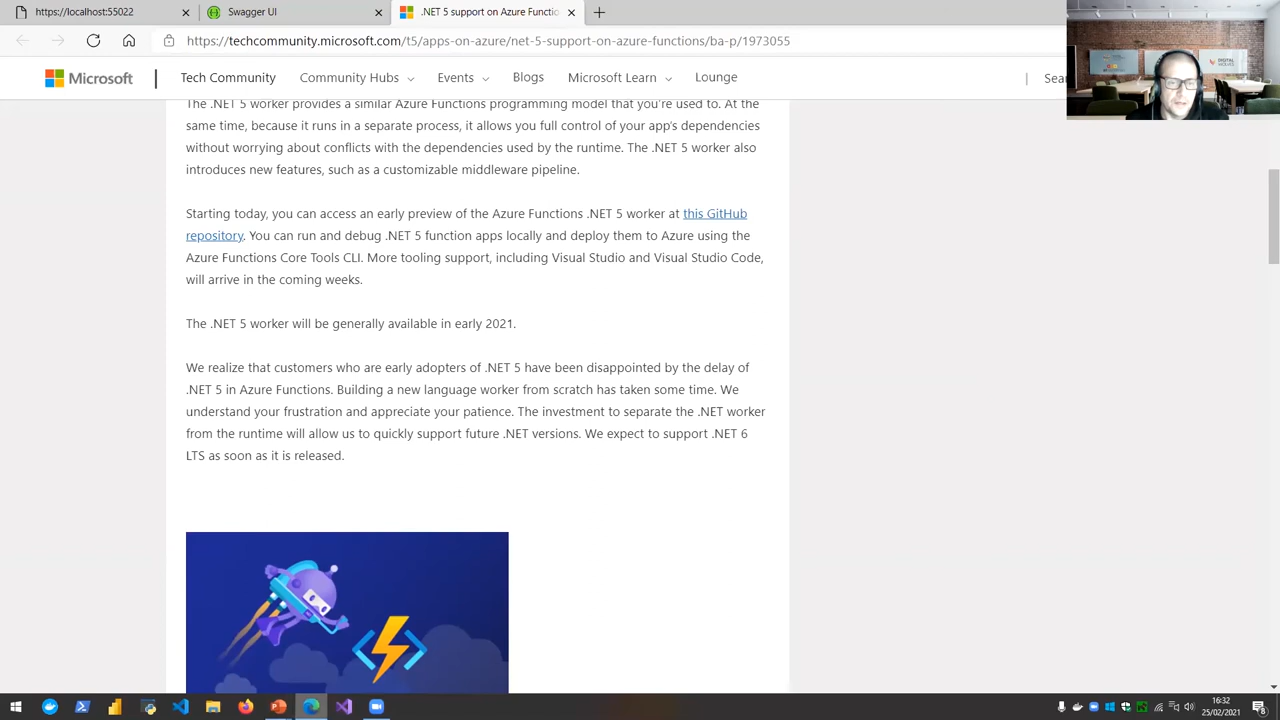 https://localhost:55022
Swagger UI
.NET 5 support on Azure Functio
https://techcommunity.microsoft.com/t5/apps-on-azure/net-5-support-on-azure-functions/ba-p/1973055
Microsoft
Tech Community
Community Hubs
Events
Blogs
Microsoft Learn
Lounge
Sear
DIGITAL
WOLVES
The .NET 5 worker provides a similar Azure Functions programming model that you're used to. At the
same time, because it runs in a separate process, it allows you full control of your app's dependencies
without worrying about conflicts with the dependencies used by the runtime. The .NET 5 worker also
introduces new features, such as a customizable middleware pipeline.
Starting today, you can access an early preview of the Azure Functions .NET 5 worker at this GitHub
repository. You can run and debug .NET 5 function apps locally and deploy them to Azure using the
Azure Functions Core Tools CLI. More tooling support, including Visual Studio and Visual Studio Code,
will arrive in the coming weeks.
The .NET 5 worker will be generally available in early 2021.
We realize that customers who are early adopters of .NET 5 have been disappointed by the delay of
.NET 5 in Azure Functions. Building a new language worker from scratch has taken some time. We
understand your frustration and appreciate your patience. The investment to separate the .NET worker
from the runtime will allow us to quickly support future .NET versions. We expect to support .NET 6
LTS as soon as it is released.
16:32
25/02/2021
8